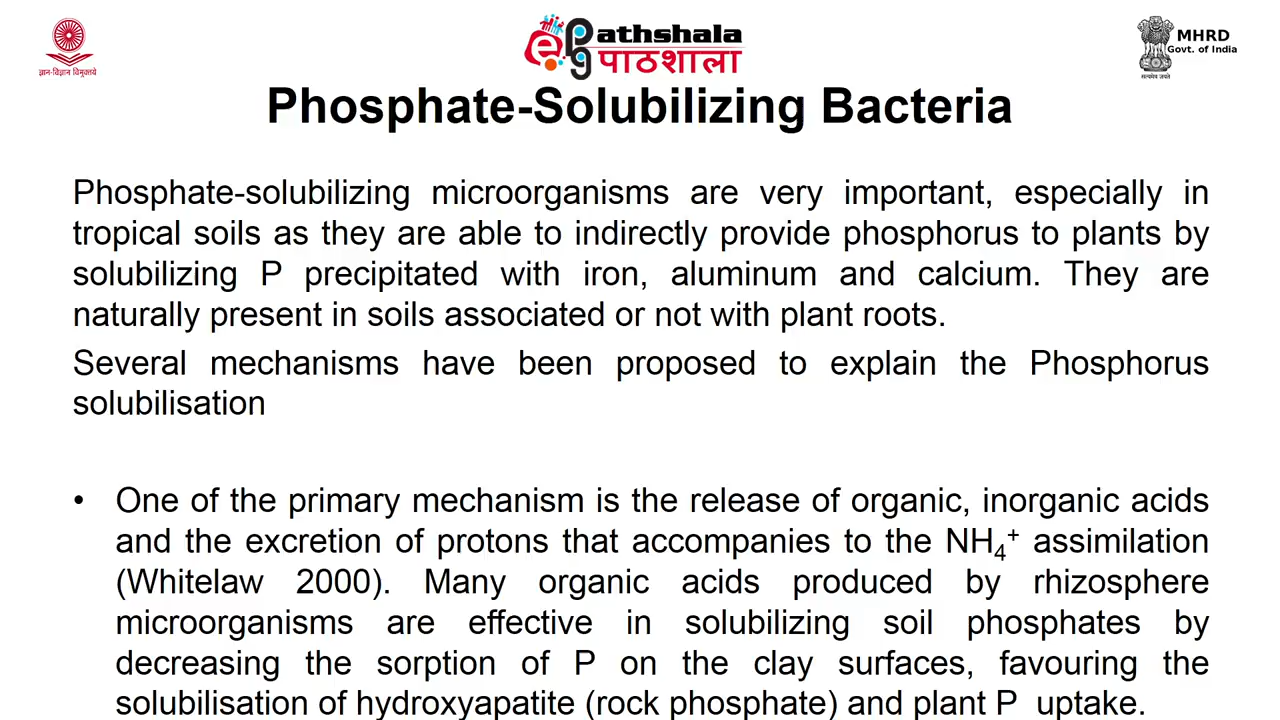 ज्ञान-विज्ञान विमुक्तये
ePG athshala
पाठशाला
MHRD
Govt. of India
सत्यमेव जयते
Phosphate-Solubilizing Bacteria
Phosphate-solubilizing microorganisms are very important, especially in
tropical soils as they are able to indirectly provide phosphorus to plants by
solubilizing P precipitated with iron, aluminum and calcium. They are
naturally present in soils associated or not with plant roots.
Several mechanisms have been proposed to explain the Phosphorus
solubilisation
• One of the primary mechanism is the release of organic, inorganic acids
and the excretion of protons that accompanies to the NH₄⁺ assimilation
(Whitelaw 2000). Many organic acids produced by rhizosphere
microorganisms are effective in solubilizing soil phosphates by
decreasing the sorption of P on the clay surfaces, favouring the
solubilisation of hydroxyapatite (rock phosphate) and plant P uptake.